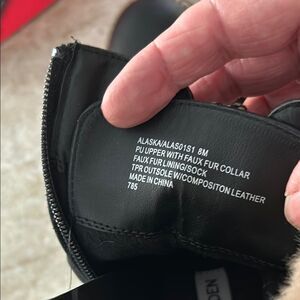 ALASKA/ALAS01S1 8M
PU UPPER WITH FAUX FUR COLLAR
FAUX FUR LINING/SOCK
TPR OUTSOLE W/COMPOSITON LEATHER
MADE IN CHINA
785
DEN